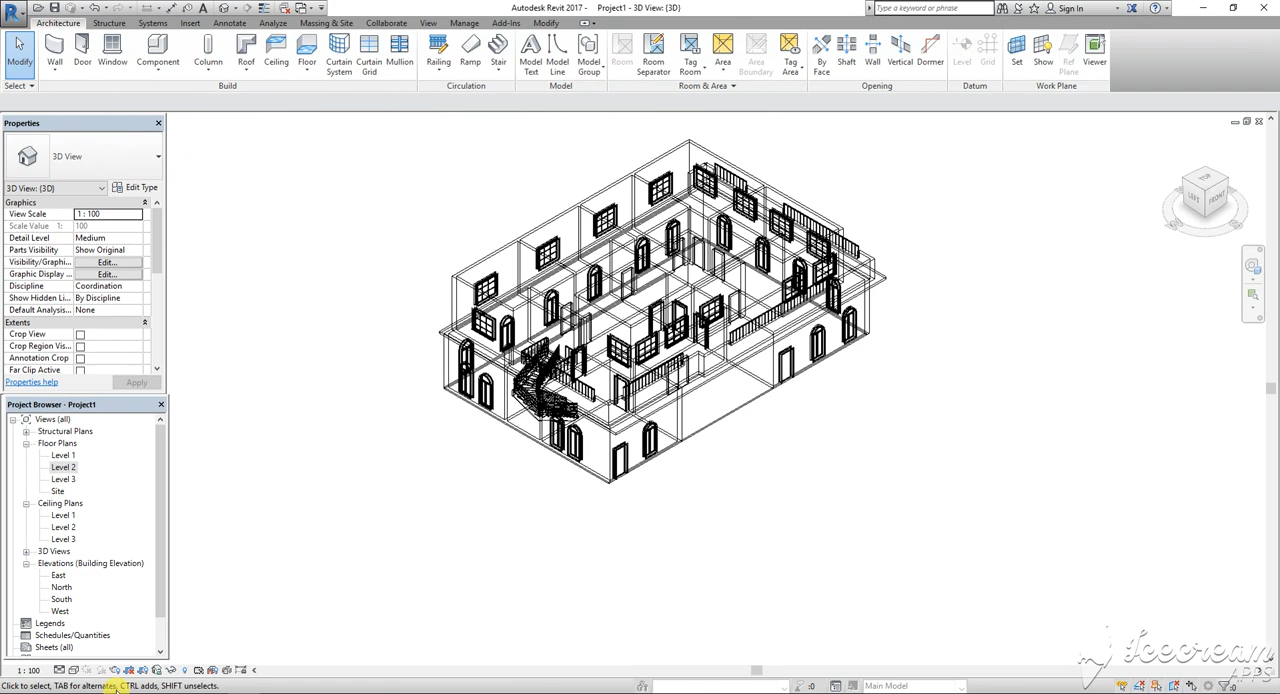 Autodesk Revit 2017 - Project1 - 3D View: {3D}
Type a keyword or phrase
Sign In
Architecture Structure Systems Insert Annotate Analyze Massing & Site Collaborate View Manage Add-Ins Modify
Modify Wall Door Window Component Column Roof Ceiling Floor Curtain System Curtain Grid Mullion Railing Ramp Stair Model Text Model Line Model Group Room Room Separator Tag Room Area Area Boundary Tag Area By Face Shaft Wall Vertical Dormer Level Grid Set Show Ref Plane Viewer
Select Build Circulation Model Room & Area Opening Datum Work Plane
Properties
3D View
3D View: {3D}
Edit Type
Graphics
View Scale 1 : 100
Scale Value 1: 100
Detail Level Medium
Parts Visibility Show Original
Visibility/Graphi... Edit...
Graphic Display ... Edit...
Discipline Coordination
Show Hidden Li... By Discipline
Default Analysis... None
Extents
Crop View
Crop Region Vis...
Annotation Crop
Far Clip Active
Properties help
Apply
Project Browser - Project1
Views (all)
Structural Plans
Floor Plans
Level 1
Level 2
Level 3
Site
Ceiling Plans
Level 1
Level 2
Level 3
3D Views
Elevations (Building Elevation)
East
North
South
West
Legends
Schedules/Quantities
Sheets (all)
TOP
LEFT
FRONT
1 : 100
Click to select, TAB for alternates, CTRL adds, SHIFT unselects.
:0
Main Model
:0
Icecream
APPS